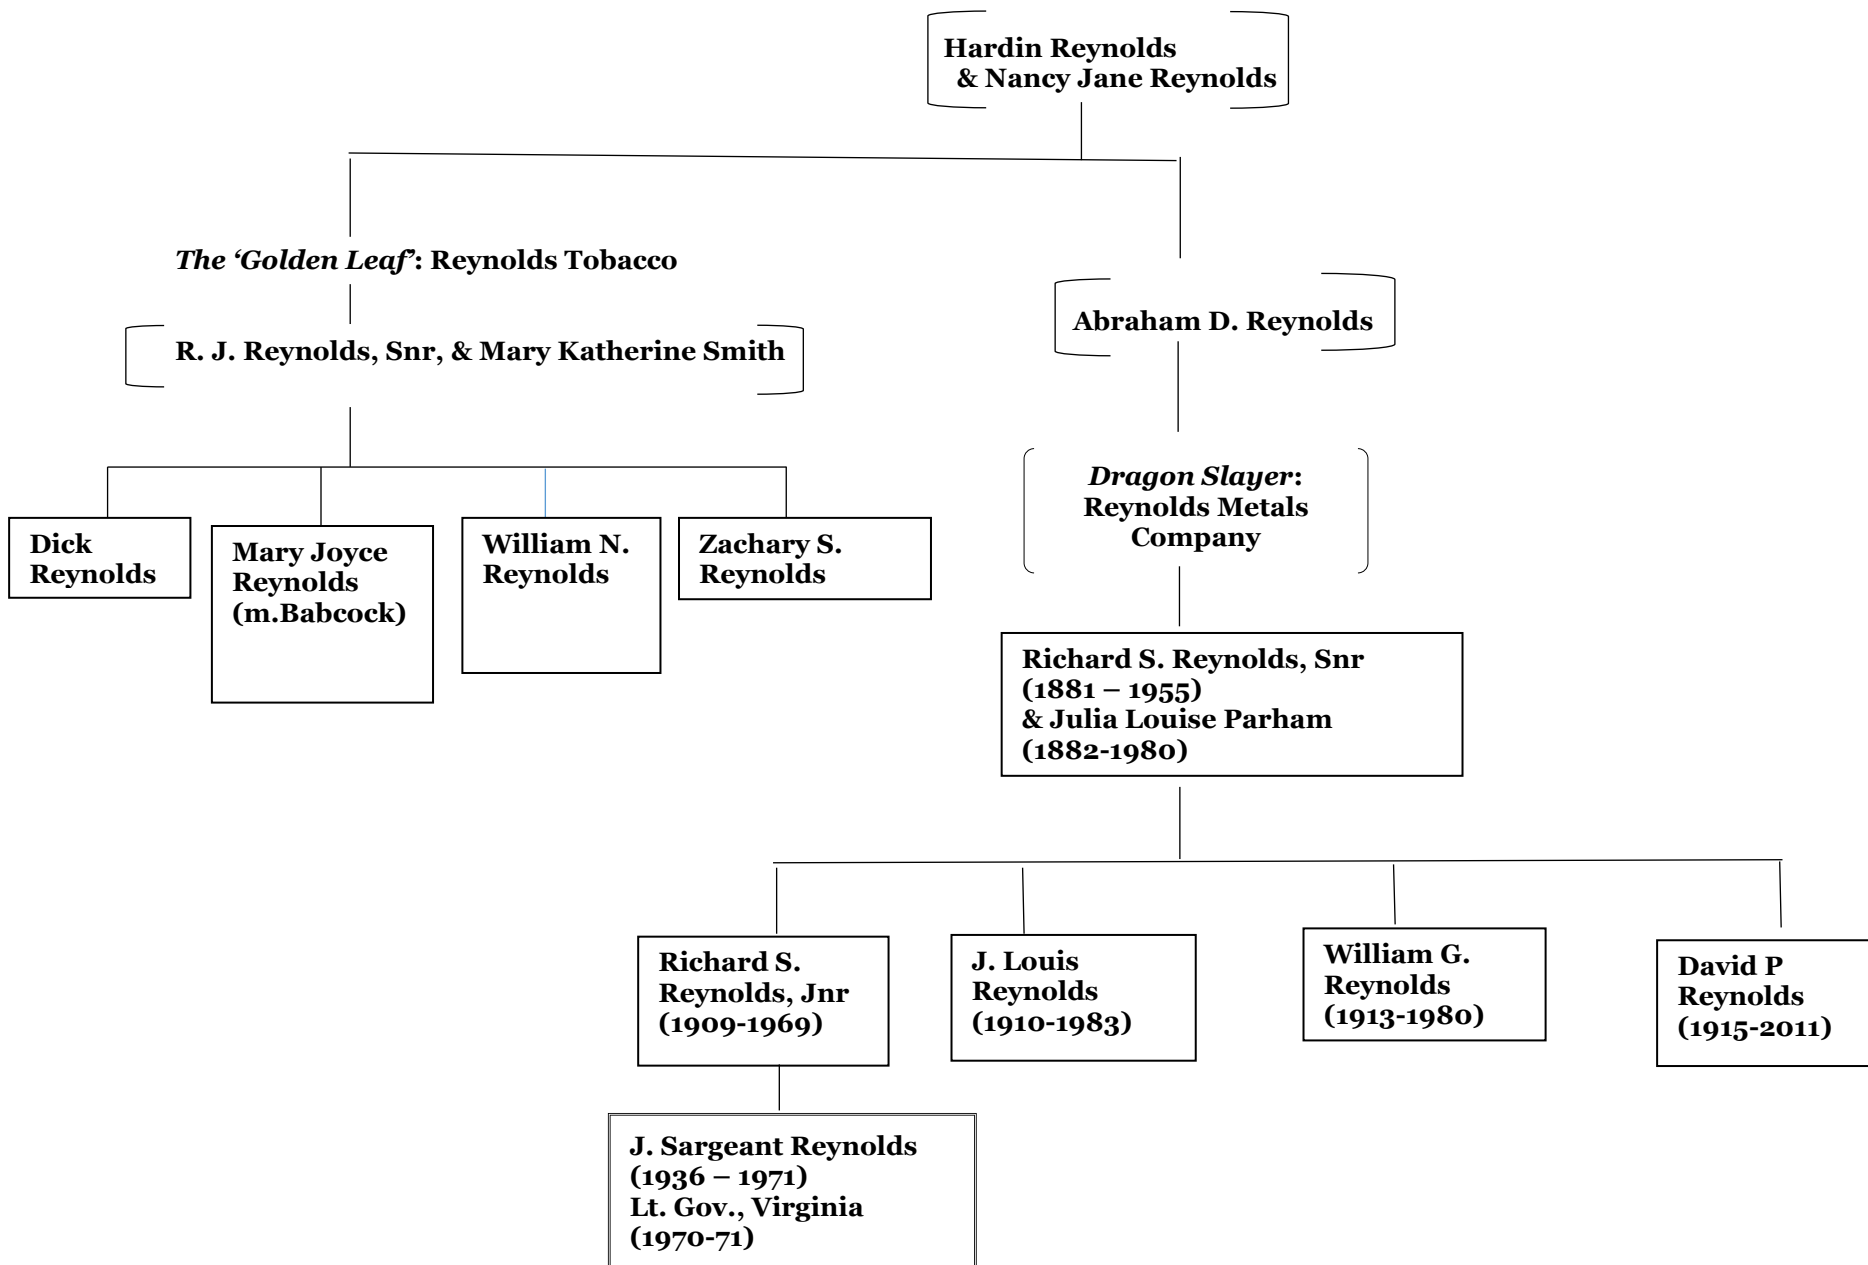 Hardin Reynolds
& Nancy Jane Reynolds
The ‘Golden Leaf’: Reynolds Tobacco
R. J. Reynolds, Snr, & Mary Katherine Smith
Abraham D. Reynolds
Dragon Slayer:
Reynolds Metals
Company
Dick
Reynolds
Mary Joyce
Reynolds
(m.Babcock)
William N.
Reynolds
Zachary S.
Reynolds
Richard S. Reynolds, Snr
(1881 – 1955)
& Julia Louise Parham
(1882-1980)
Richard S.
Reynolds, Jnr
(1909-1969)
J. Louis
Reynolds
(1910-1983)
William G.
Reynolds
(1913-1980)
David P
Reynolds
(1915-2011)
J. Sargeant Reynolds
(1936 – 1971)
Lt. Gov., Virginia
(1970-71)